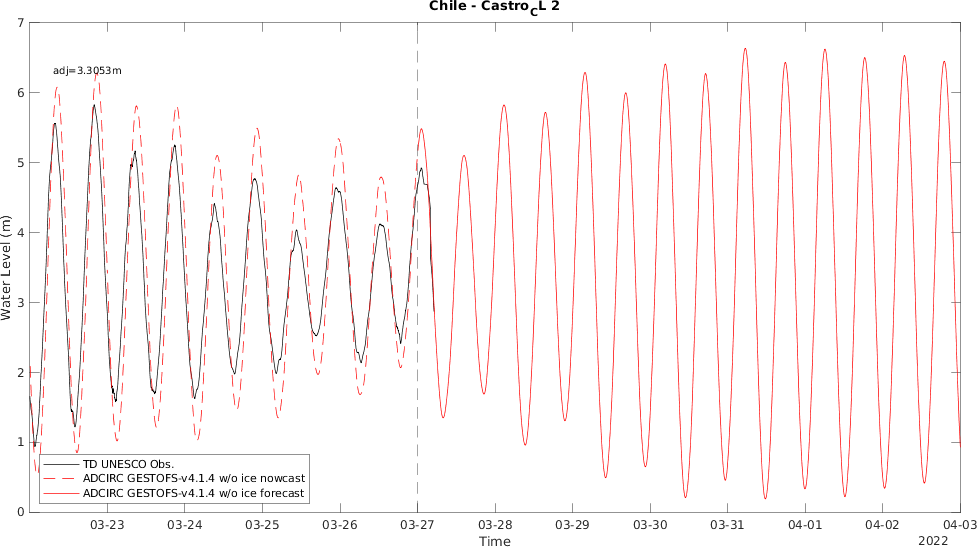 Chile - Castro_CL 2
7
6
5
4
3
2
1
0
Water Level (m)
adj=3.3053m
TD UNESCO Obs.
ADCIRC GESTOFS-v4.1.4 w/o ice nowcast
ADCIRC GESTOFS-v4.1.4 w/o ice forecast
03-23 03-24 03-25 03-26 03-27 03-28 03-29 03-30 03-31 04-01 04-02 04-03
Time
2022